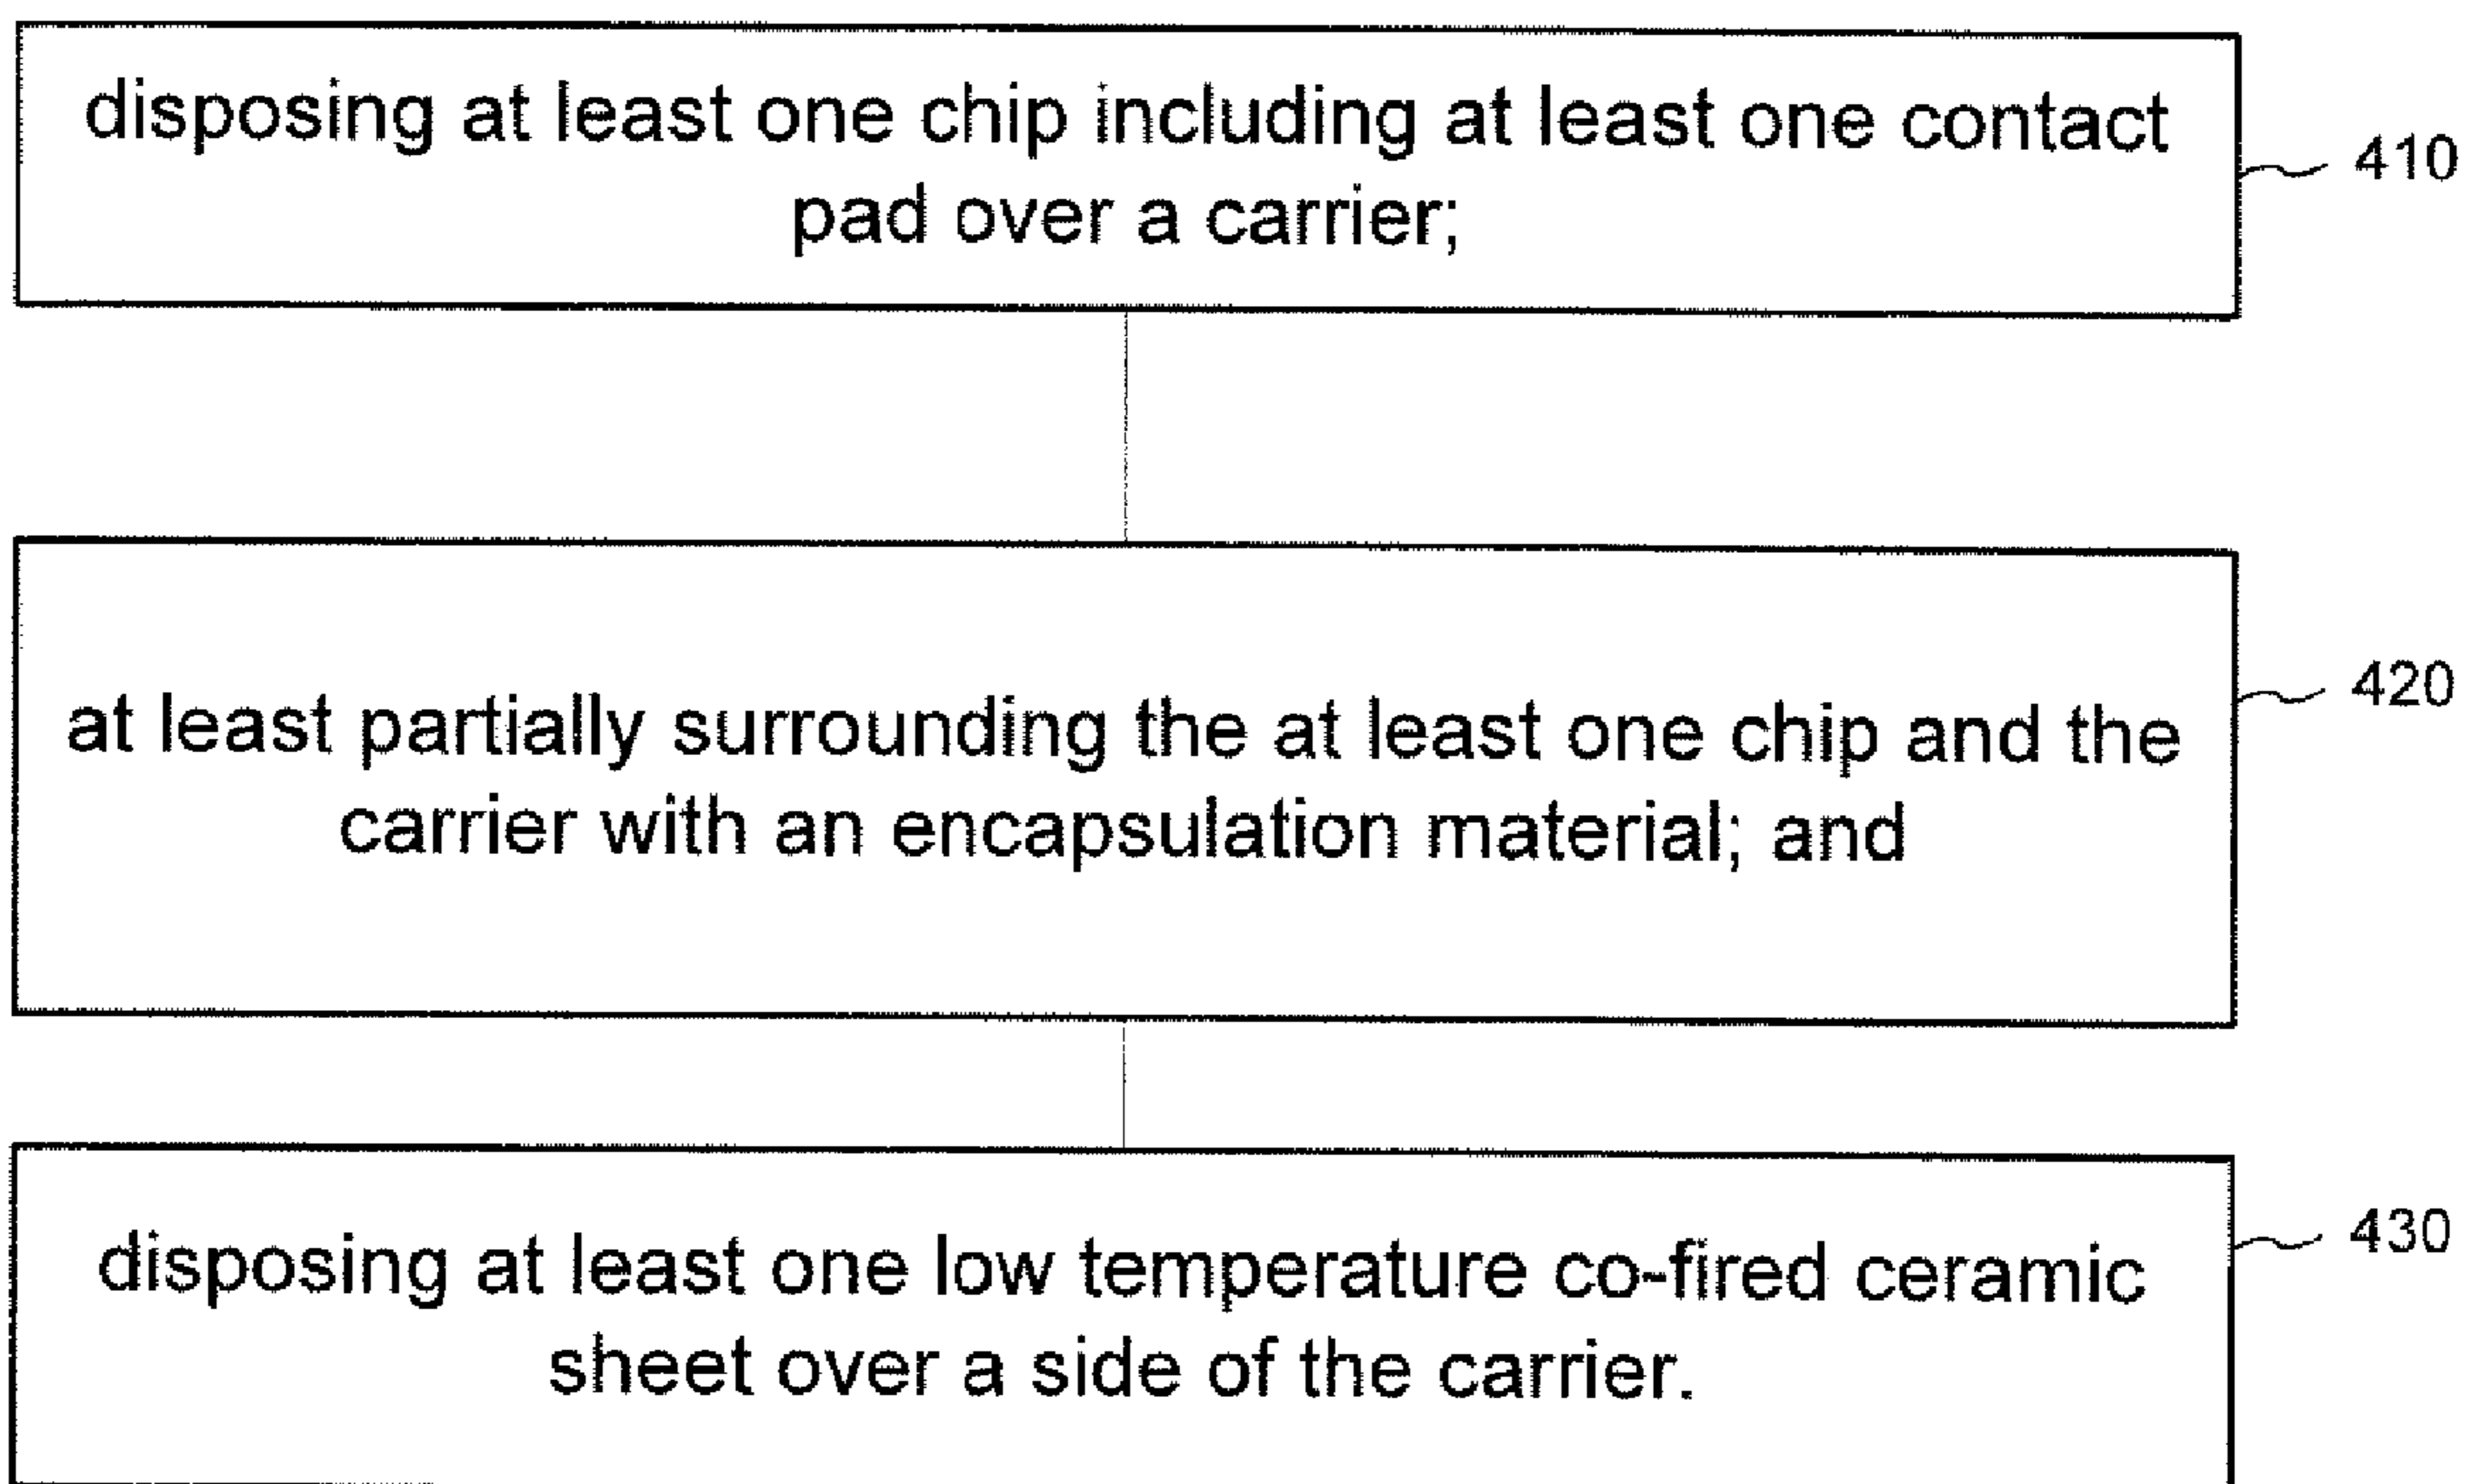 disposing at least one chip including at least one contact
pad over a carrier;
410
at least partially surrounding the at least one chip and the
carrier with an encapsulation material; and
420
disposing at least one low temperature co-fired ceramic
sheet over a side of the carrier.
430